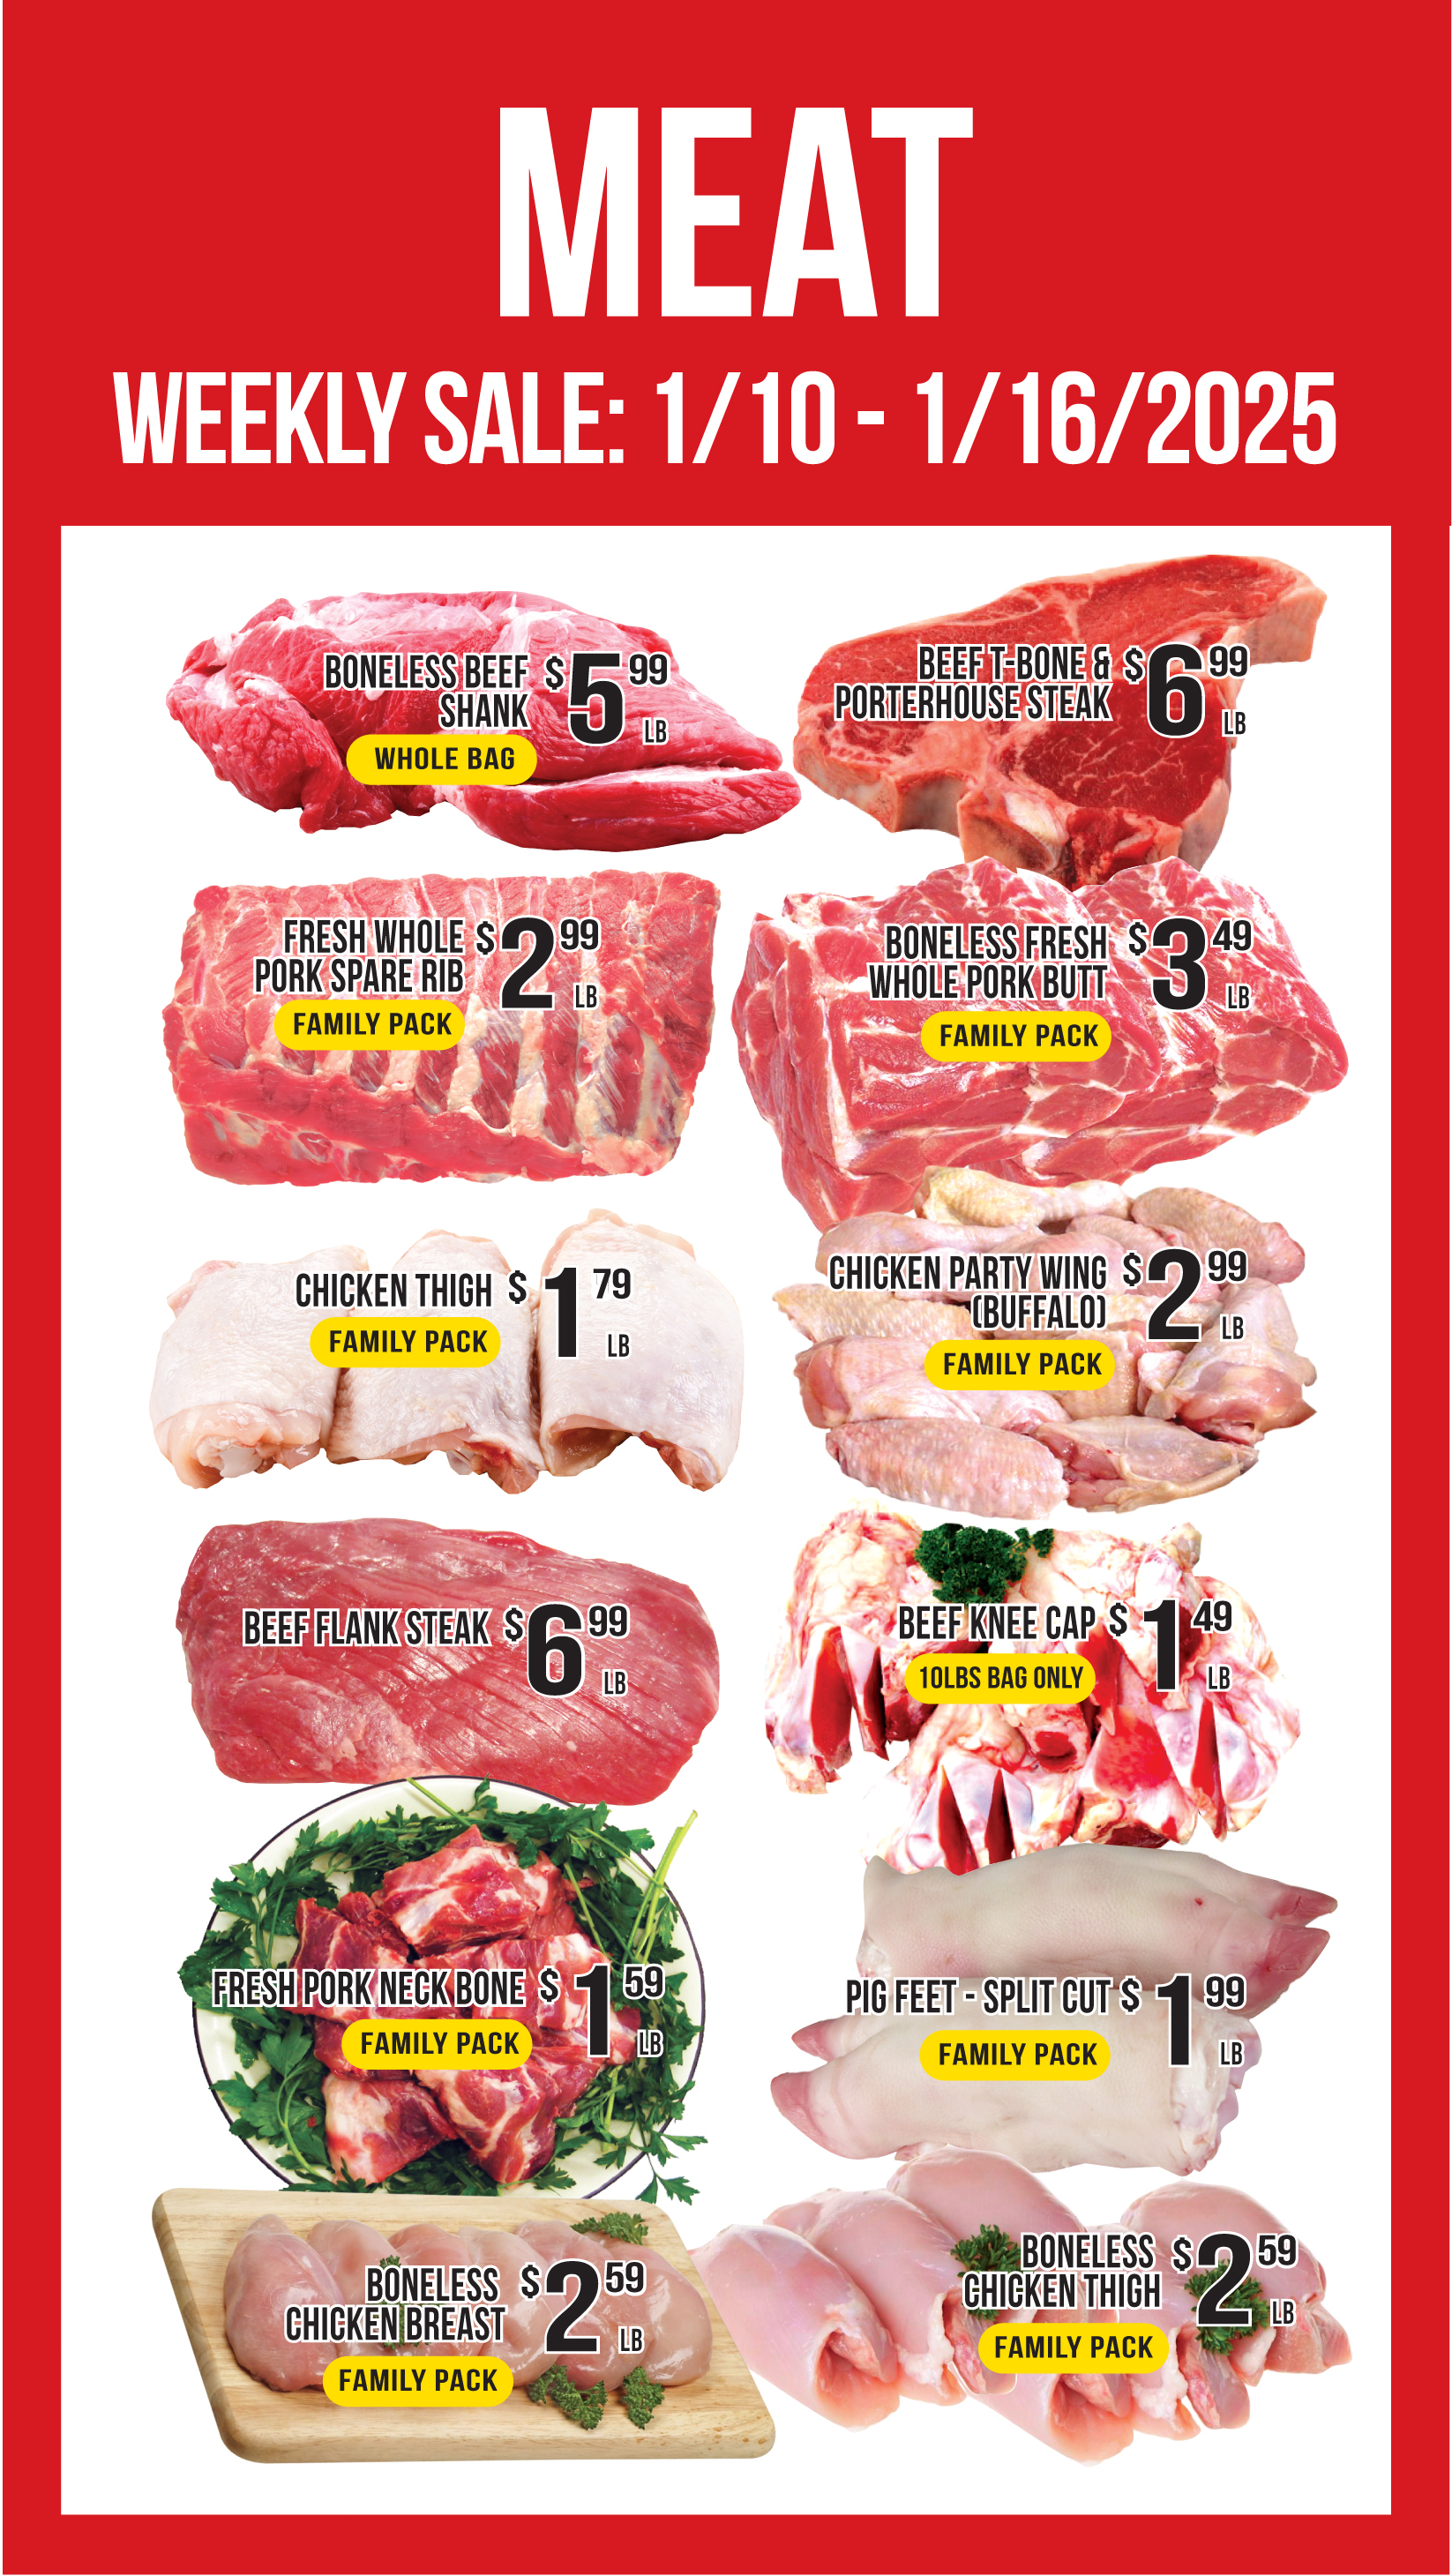 MEAT
WEEKLY SALE: 1/10 - 1/16/2025
BONELESS BEEF
SHANK
$5 99
LB
WHOLE BAG
BEEF T-BONE &
PORTERHOUSE STEAK
$6 99
LB
FRESH WHOLE
PORK SPARE RIB
$2 99
LB
FAMILY PACK
BONELESS FRESH
WHOLE PORK BUTT
$3 49
LB
FAMILY PACK
CHICKEN THIGH
$1 79
LB
FAMILY PACK
CHICKEN PARTY WING
(BUFFALO)
$2 99
LB
FAMILY PACK
BEEF FLANK STEAK
$6 99
LB
BEEF KNEE CAP
$1 49
LB
10LBS BAG ONLY
FRESH PORK NECK BONE
$1 59
LB
FAMILY PACK
PIG FEET - SPLIT CUT
$1 99
LB
FAMILY PACK
BONELESS
CHICKEN BREAST
$2 59
LB
FAMILY PACK
BONELESS
CHICKEN THIGH
$2 59
LB
FAMILY PACK